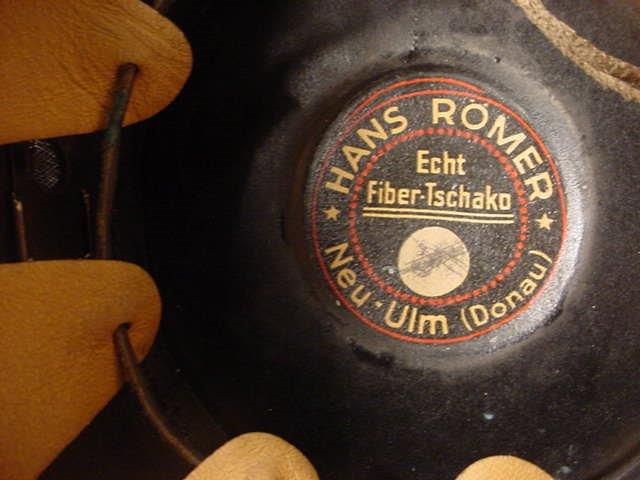 HANS RÖMER
Echt
Fiber-Tschako
Neu-Ulm (Donau)